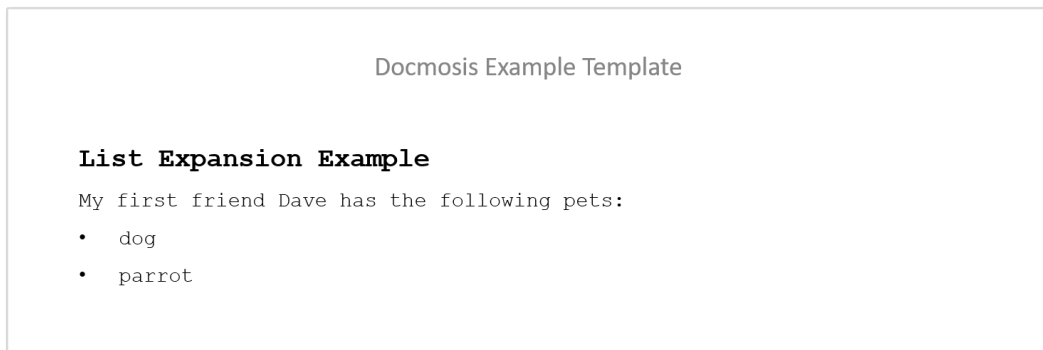 Docmosis Example Template
List Expansion Example
My first friend Dave has the following pets:
• dog
• parrot